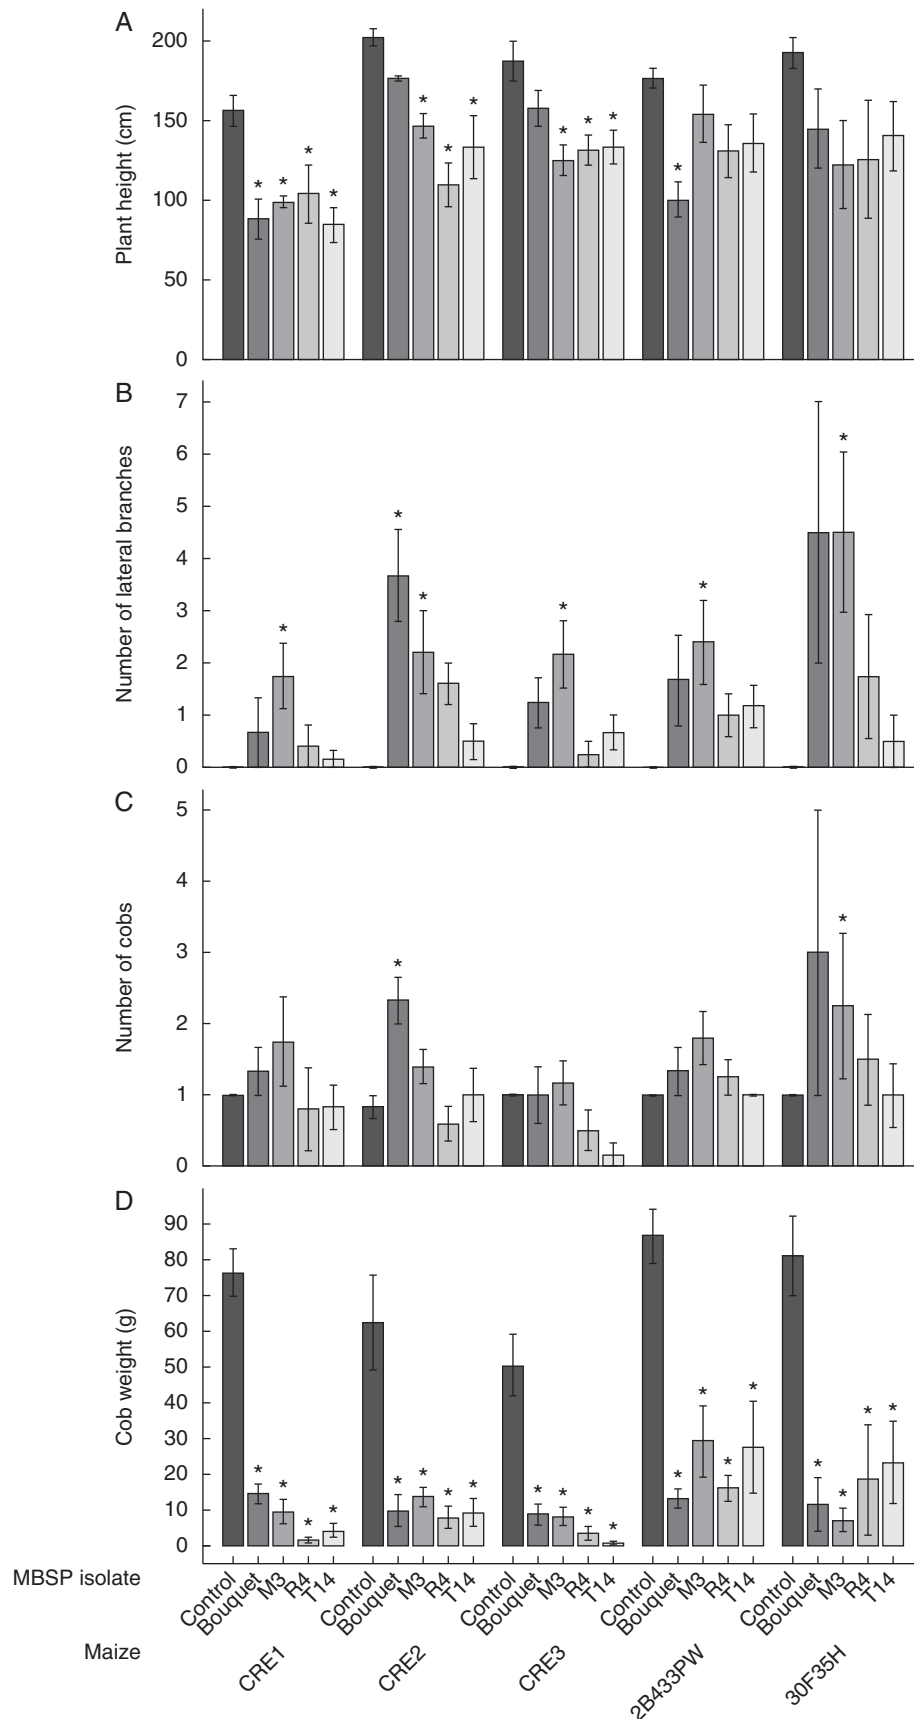 A
Plant height (cm)
200
150
100
50
0
* * * *
* * *
* * *
*
B
Number of lateral branches
7
6
5
4
3
2
1
0
*
* *
*
*
*
C
Number of cobs
5
4
3
2
1
0
*
*
D
Cob weight (g)
90
80
70
60
50
40
30
20
10
0
* * * *
* * * *
* * * *
* * * *
* * * *
MBSP isolate
Control Bouquet M3 R4 T14 Control Bouquet M3 R4 T14 Control Bouquet M3 R4 T14 Control Bouquet M3 R4 T14 Control Bouquet M3 R4 T14
Maize
CRE1 CRE2 CRE3 2B433PW 30F35H